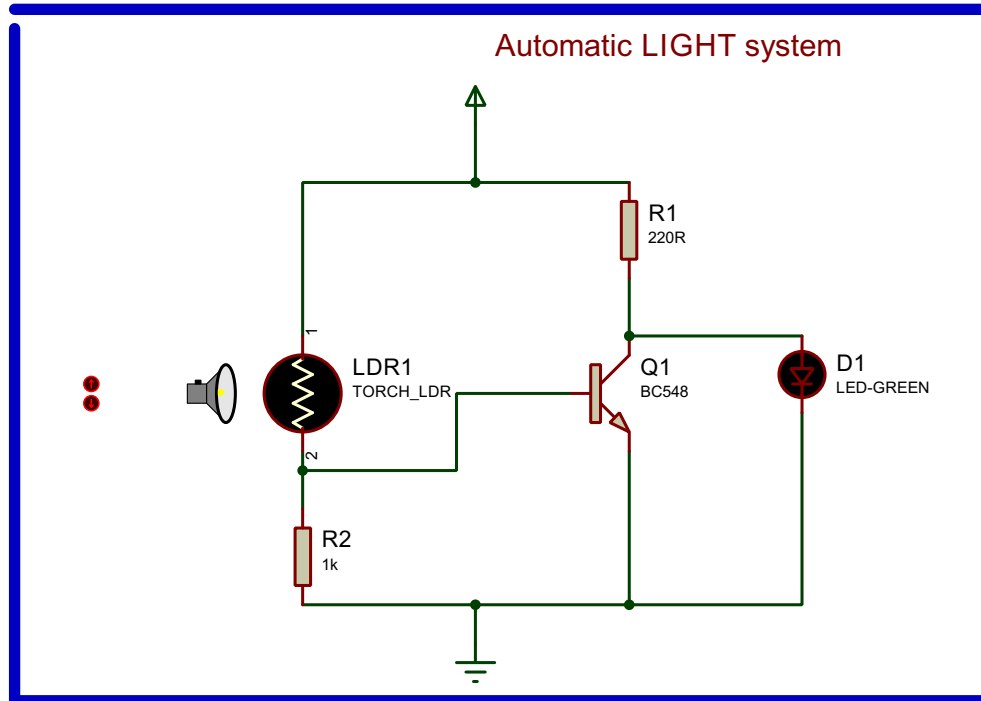 Automatic LIGHT system
R1
220R
1
LDR1
TORCH_LDR
Q1
BC548
D1
LED-GREEN
2
R2
1k